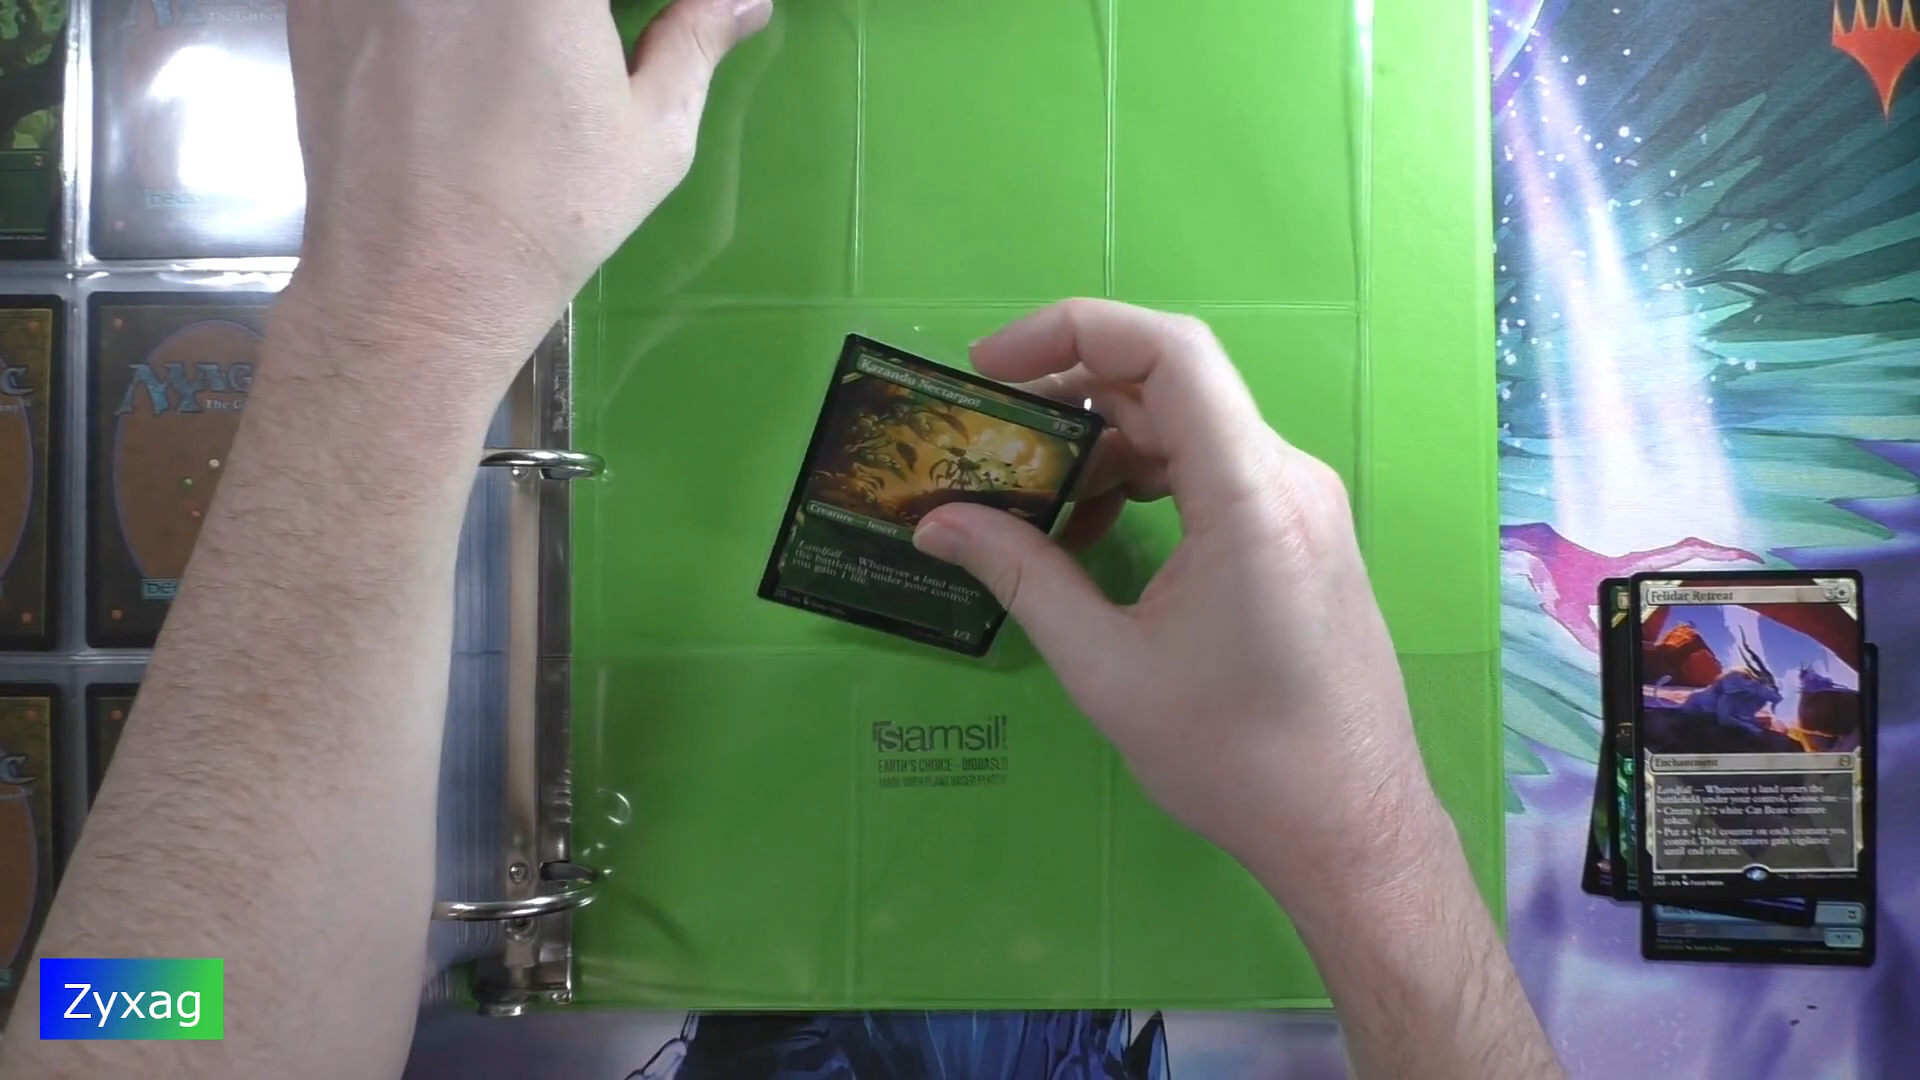 Kazandu Nectarpot
Creature — Insect
Landfall — Whenever a land enters
the battlefield under your control,
you gain 1 life.
1/3
Samsill
EARTH'S CHOICE - BIOBASED
MADE WITH PLANT BASED PLASTIC
Felidar Retreat
3
Enchantment
Landfall — Whenever a land enters the
battlefield under your control, choose one —
• Create a 2/2 white Cat Beast creature
token.
• Put a +1/+1 counter on each creature you
control. Those creatures gain vigilance
until end of turn.
Zyxag